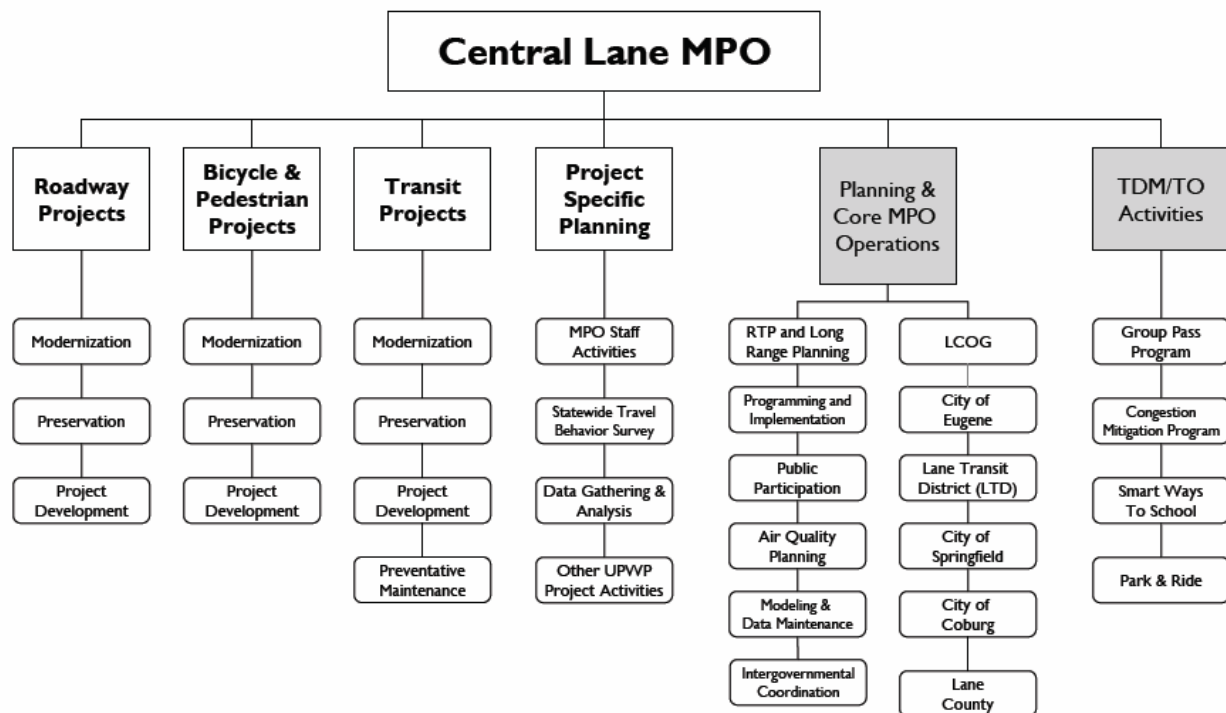 Central Lane MPO
Roadway
Projects
Bicycle &
Pedestrian
Projects
Transit
Projects
Project
Specific
Planning
Planning &
Core MPO
Operations
TDM/TO
Activities
Modernization
Preservation
Project
Development
Modernization
Preservation
Project
Development
Modernization
Preservation
Project
Development
Preventative
Maintenance
MPO Staff
Activities
Statewide Travel
Behavior Survey
Data Gathering &
Analysis
Other UPWP
Project Activities
RTP and Long
Range Planning
Programming and
Implementation
Public
Participation
Air Quality
Planning
Modeling &
Data Maintenance
Intergovernmental
Coordination
LCOG
City of
Eugene
Lane Transit
District (LTD)
City of
Springfield
City of
Coburg
Lane
County
Group Pass
Program
Congestion
Mitigation Program
Smart Ways
To School
Park & Ride